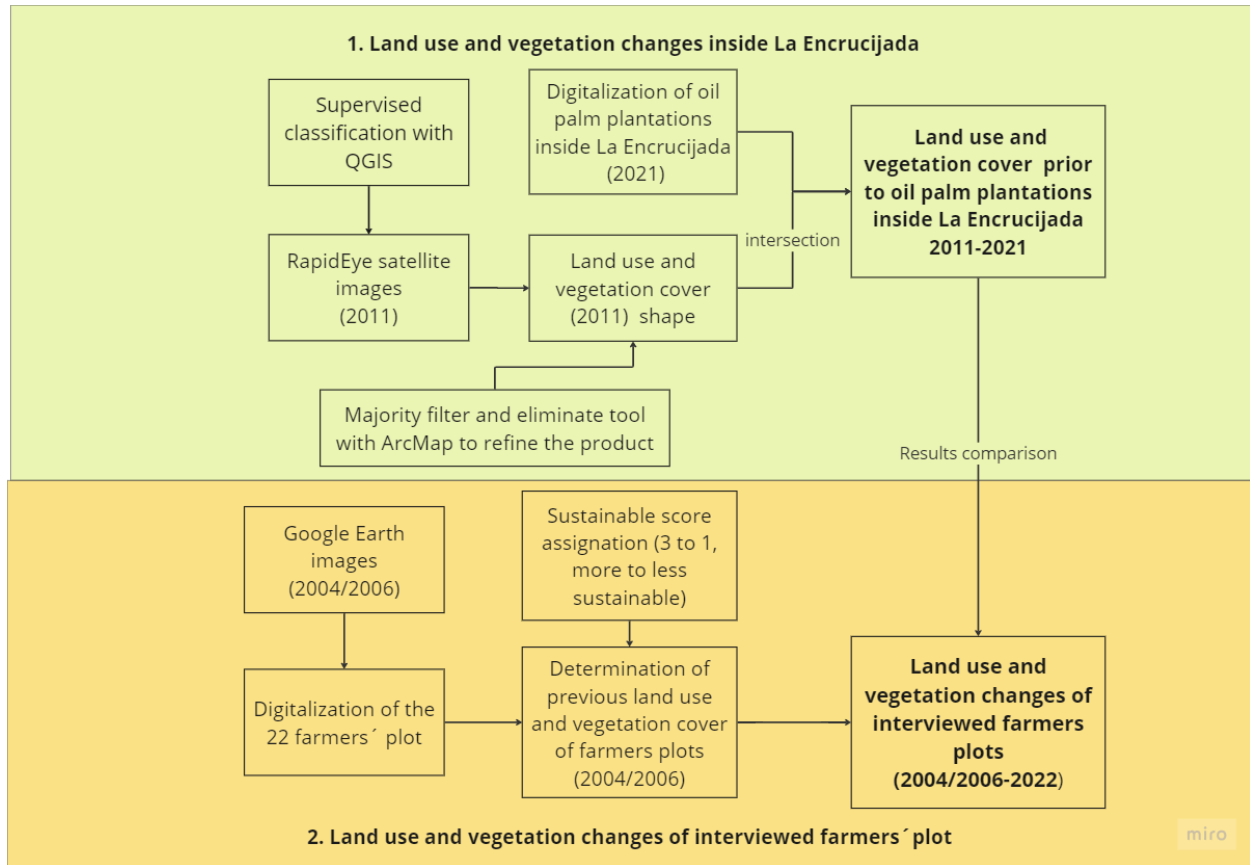 1. Land use and vegetation changes inside La Encrucijada
Supervised
classification with
QGIS
Digitalization of oil
palm plantations
inside La Encrucijada
(2021)
Land use and
vegetation cover prior
to oil palm plantations
inside La Encrucijada
2011-2021
intersection
RapidEye satellite
images
(2011)
Land use and
vegetation cover
(2011) shape
Majority filter and eliminate tool
with ArcMap to refine the product
Results comparison
Google Earth
images
(2004/2006)
Sustainable score
assignation (3 to 1,
more to less
sustainable)
Digitalization of the
22 farmers´ plot
Determination of
previous land use
and vegetation cover
of farmers plots
(2004/2006)
Land use and
vegetation changes of
interviewed farmers
plots
(2004/2006-2022)
2. Land use and vegetation changes of interviewed farmers´plot
miro